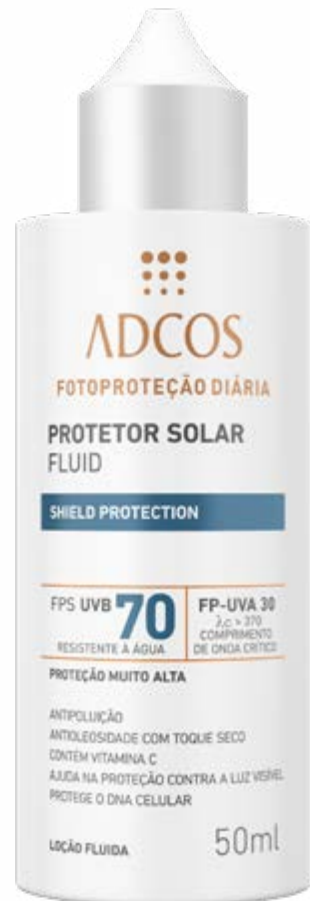 ADCOS
FOTOPROTEÇÃO DIÁRIA
PROTETOR SOLAR
FLUID
SHIELD PROTECTION
FPS UVB 70
RESISTENTE À ÁGUA
FP-UVA 30
λc > 370
COMPRIMENTO
DE ONDA CRÍTICO
PROTEÇÃO MUITO ALTA
ANTIPOLUIÇÃO
ANTIOLEOSIDADE COM TOQUE SECO
CONTÉM VITAMINA C
AJUDA NA PROTEÇÃO CONTRA A LUZ VISÍVEL
PROTEGE O DNA CELULAR
LOÇÃO FLUIDA
50ml